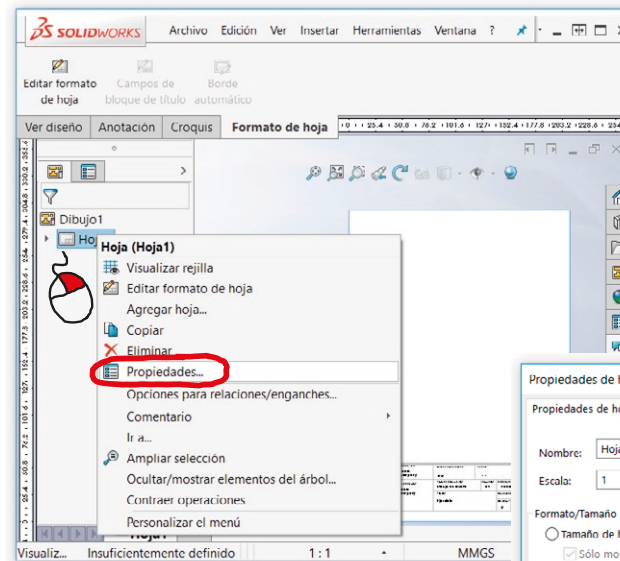 SOLIDWORKS Archivo Edición Ver Insertar Herramientas Ventana ?
Editar formato de hoja
Campos de bloque de título
Borde automático
Ver diseño Anotación Croquis Formato de hoja
Dibujo1
Hoja (Hoja1)
Visualizar rejilla
Editar formato de hoja
Agregar hoja...
Copiar
Eliminar
Propiedades...
Opciones para relaciones/enganches...
Comentario
Ir a...
Ampliar selección
Ocultar/mostrar elementos del árbol...
Contraer operaciones
Personalizar el menú
Hoja1
Visualiz... Insuficientemente definido 1 : 1 MMGS
Propiedades de h
Propiedades de ho
Nombre: Hoja
Escala: 1
Formato/Tamaño
Tamaño de h
Sólo mos